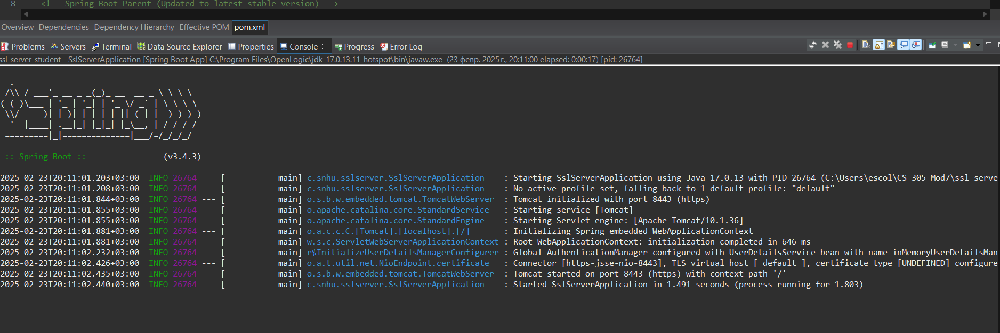 8 <!-- Spring Boot Parent (Updated to latest stable version) -->
Overview Dependencies Dependency Hierarchy Effective POM pom.xml
Problems Servers Terminal Data Source Explorer Properties Console Progress Error Log
ssl-server_student - SslServerApplication [Spring Boot App] C:\Program Files\OpenLogic\jdk-17.0.13.11-hotspot\bin\javaw.exe (23 февр. 2025 г., 20:11:00 elapsed: 0:00:17) [pid: 26764]
  .   ____          _            __ _ _
 /\\ / ___'_ __ _ _(_)_ __  __ _ \ \ \ \
( ( )\___ | '_ | '_| | '_ \/ _` | \ \ \ \
 \\/  ___)| |_)| | | | | || (_| |  ) ) ) )
  '  |____| .__|_| |_|_| |_\__, | / / / /
 =========|_|==============|___/=/_/_/_/
:: Spring Boot :: (v3.4.3)
2025-02-23T20:11:01.203+03:00 INFO 26764 --- [ main] c.snhu.sslserver.SslServerApplication : Starting SslServerApplication using Java 17.0.13 with PID 26764 (C:\Users\escol\CS-305_Mod7\ssl-serve
2025-02-23T20:11:01.208+03:00 INFO 26764 --- [ main] c.snhu.sslserver.SslServerApplication : No active profile set, falling back to 1 default profile: "default"
2025-02-23T20:11:01.844+03:00 INFO 26764 --- [ main] o.s.b.w.embedded.tomcat.TomcatWebServer : Tomcat initialized with port 8443 (https)
2025-02-23T20:11:01.855+03:00 INFO 26764 --- [ main] o.apache.catalina.core.StandardService : Starting service [Tomcat]
2025-02-23T20:11:01.855+03:00 INFO 26764 --- [ main] o.apache.catalina.core.StandardEngine : Starting Servlet engine: [Apache Tomcat/10.1.36]
2025-02-23T20:11:01.881+03:00 INFO 26764 --- [ main] o.a.c.c.C.[Tomcat].[localhost].[/] : Initializing Spring embedded WebApplicationContext
2025-02-23T20:11:01.881+03:00 INFO 26764 --- [ main] w.s.c.ServletWebServerApplicationContext : Root WebApplicationContext: initialization completed in 646 ms
2025-02-23T20:11:02.232+03:00 INFO 26764 --- [ main] r$InitializeUserDetailsManagerConfigurer : Global AuthenticationManager configured with UserDetailsService bean with name inMemoryUserDetailsMan
2025-02-23T20:11:02.426+03:00 INFO 26764 --- [ main] o.a.t.util.net.NioEndpoint.certificate : Connector [https-jsse-nio-8443], TLS virtual host [_default_], certificate type [UNDEFINED] configure
2025-02-23T20:11:02.435+03:00 INFO 26764 --- [ main] o.s.b.w.embedded.tomcat.TomcatWebServer : Tomcat started on port 8443 (https) with context path '/'
2025-02-23T20:11:02.440+03:00 INFO 26764 --- [ main] c.snhu.sslserver.SslServerApplication : Started SslServerApplication in 1.491 seconds (process running for 1.803)